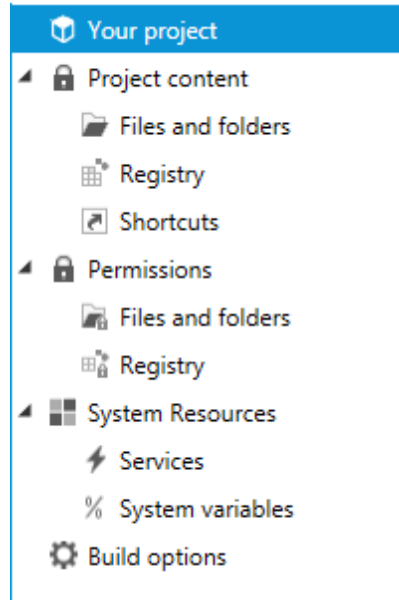 Your project
Project content
Files and folders
Registry
Shortcuts
Permissions
Files and folders
Registry
System Resources
Services
% System variables
Build options